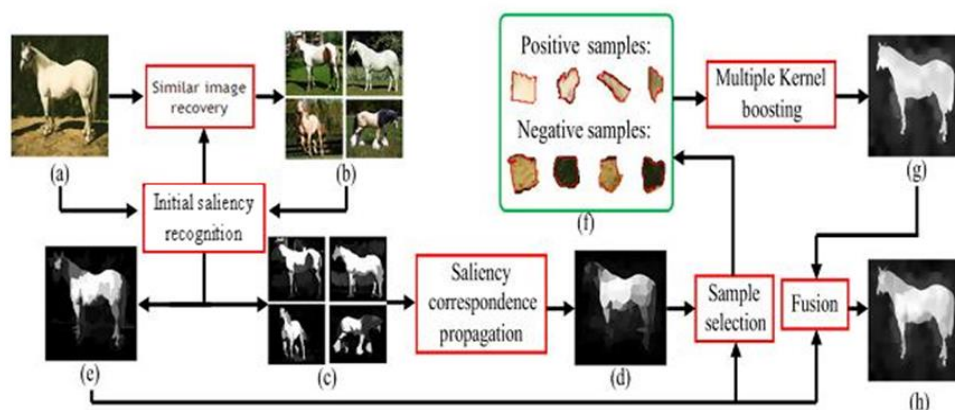 Similar image
recovery
(a)
(b)
Initial saliency
recognition
(e)
(c)
Saliency
correspondence
propagation
(d)
Positive samples:
Negative samples:
(f)
Sample
selection
Multiple Kernel
boosting
(g)
Fusion
(h)